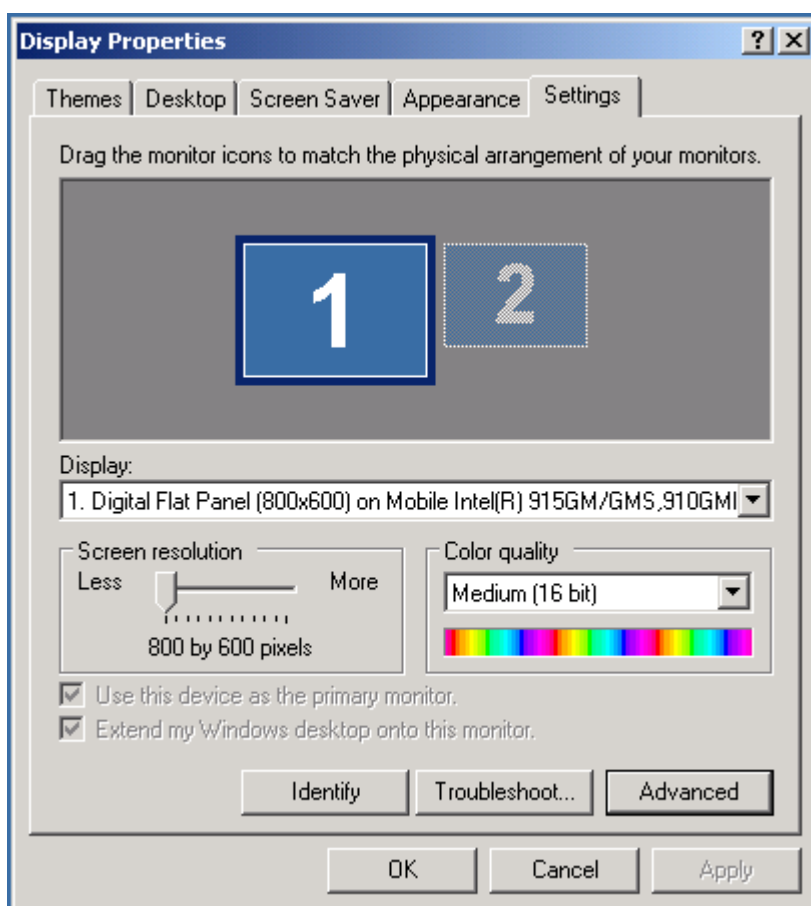 Display Properties
Themes Desktop Screen Saver Appearance Settings
Drag the monitor icons to match the physical arrangement of your monitors.
1 2
Display:
1. Digital Flat Panel (800x600) on Mobile Intel(R) 915GM/GMS,910GMI
Screen resolution
Less More
800 by 600 pixels
Color quality
Medium (16 bit)
Use this device as the primary monitor.
Extend my Windows desktop onto this monitor.
Identify Troubleshoot... Advanced
OK Cancel Apply